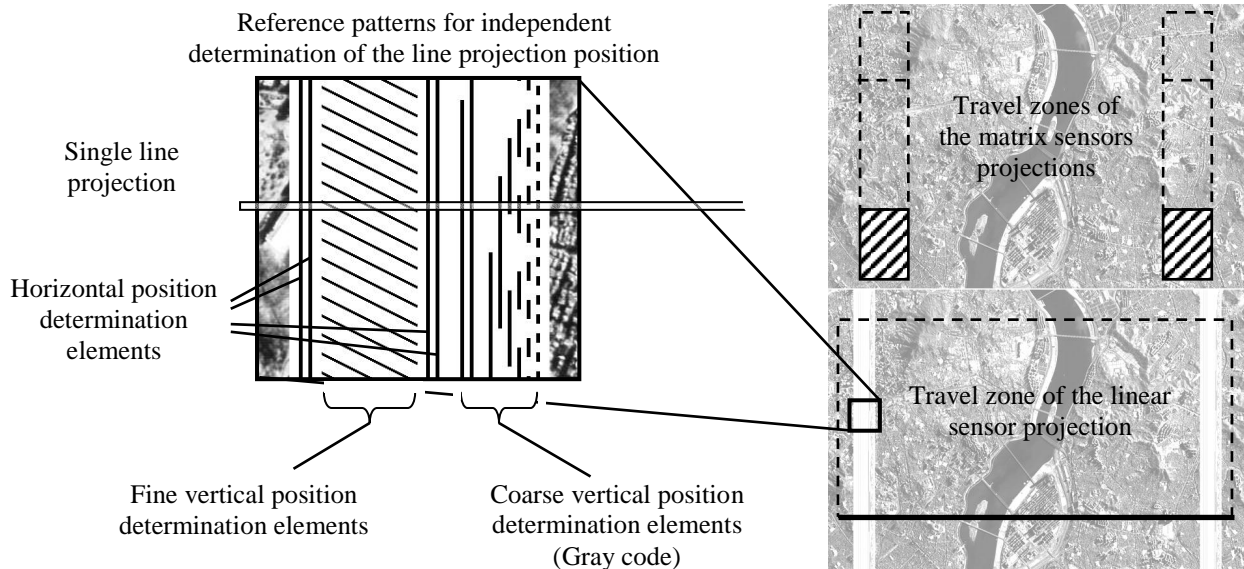 Reference patterns for independent
determination of the line projection position
Single line
projection
Horizontal position
determination
elements
Fine vertical position
determination elements
Coarse vertical position
determination elements
(Gray code)
Travel zones of
the matrix sensors
projections
Travel zone of the linear
sensor projection